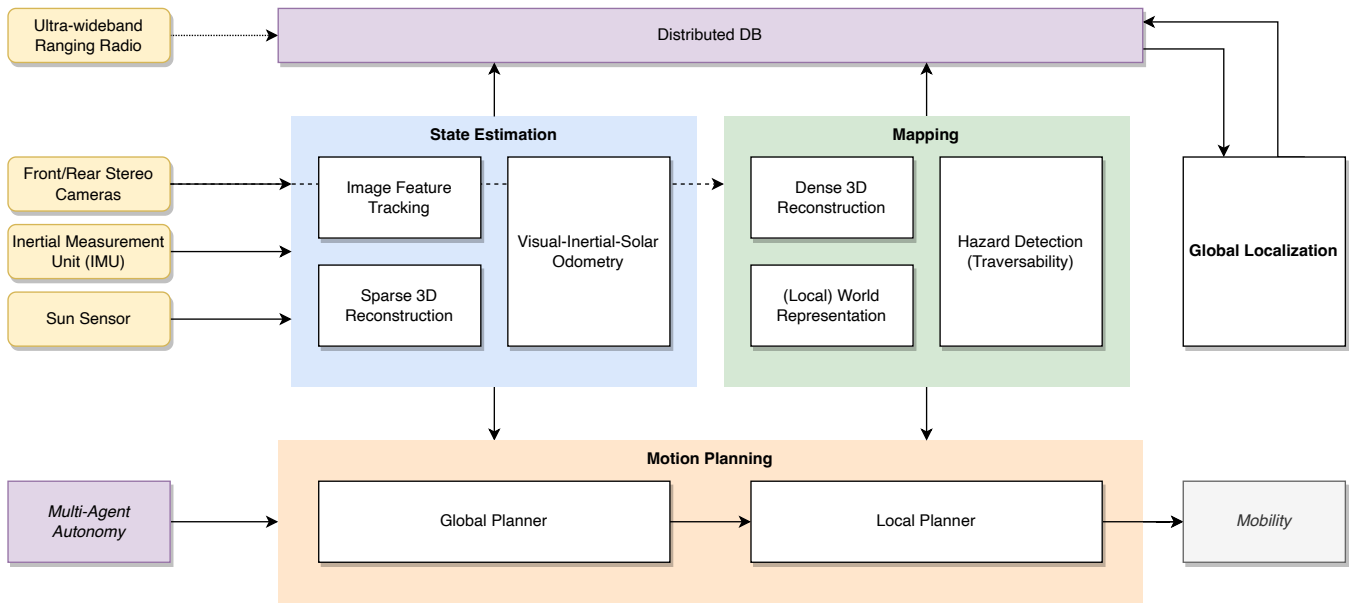 Ultra-wideband
Ranging Radio
Distributed DB
State Estimation
Mapping
Front/Rear Stereo
Cameras
Image Feature
Tracking
Visual-Inertial-Solar
Odometry
Dense 3D
Reconstruction
Hazard Detection
(Traversability)
Global Localization
Inertial Measurement
Unit (IMU)
Sun Sensor
Sparse 3D
Reconstruction
(Local) World
Representation
Motion Planning
Multi-Agent
Autonomy
Global Planner
Local Planner
Mobility